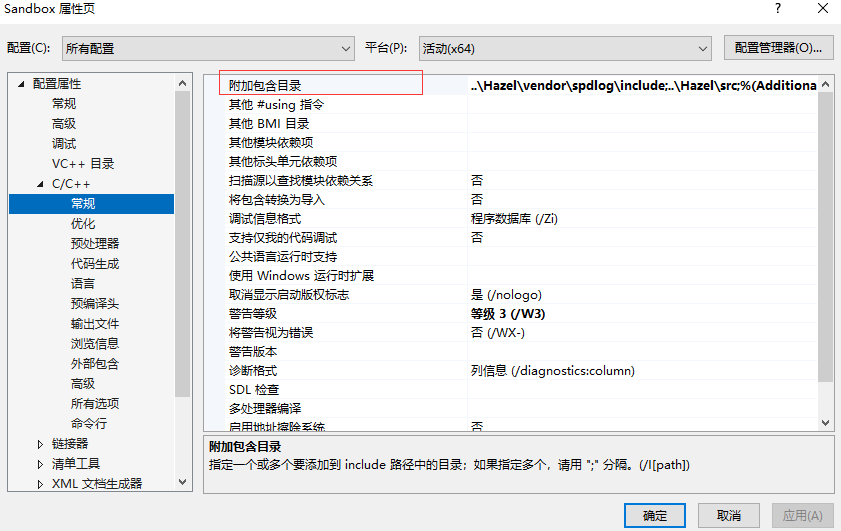 Sandbox 属性页
?
配置(C): 所有配置 平台(P): 活动(x64) 配置管理器(O)...
配置属性
常规
高级
调试
VC++ 目录
C/C++
常规
优化
预处理器
代码生成
语言
预编译头
输出文件
浏览信息
外部包含
高级
所有选项
命令行
链接器
清单工具
XML 文档生成器
附加包含目录 ..\Hazel\vendor\spdlog\include;..\Hazel\src;%(Additiona
其他 #using 指令
其他 BMI 目录
其他模块依赖项
其他标头单元依赖项
扫描源以查找模块依赖关系 否
将包含转换为导入 否
调试信息格式 程序数据库 (/Zi)
支持仅我的代码调试 否
公共语言运行时支持
使用 Windows 运行时扩展
取消显示启动版权标志 是 (/nologo)
警告等级 等级 3 (/W3)
将警告视为错误 否 (/WX-)
警告版本
诊断格式 列信息 (/diagnostics:column)
SDL 检查
多处理器编译
启用地址擦除系统 否
附加包含目录
指定一个或多个要添加到 include 路径中的目录；如果指定多个，请用 ";" 分隔。(/I[path])
确定 取消 应用(A)